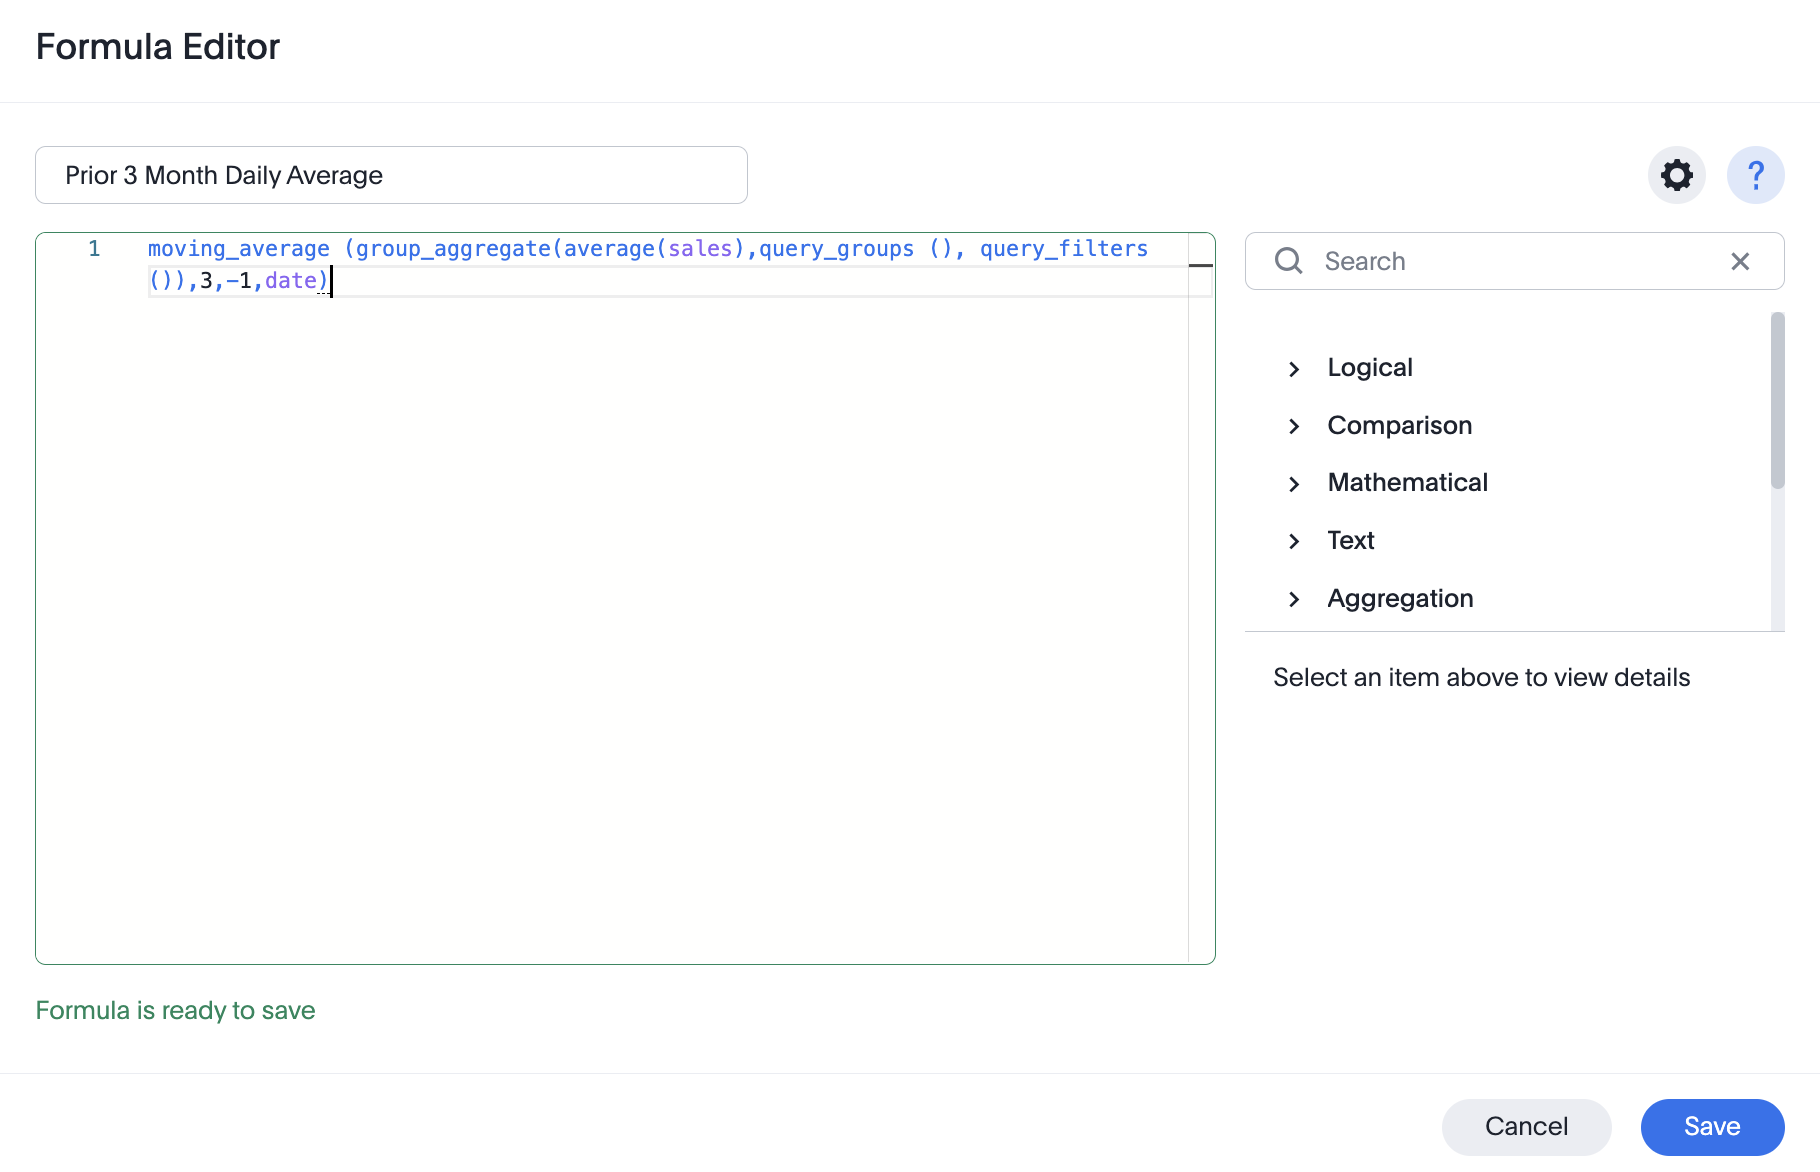 Formula Editor
Prior 3 Month Daily Average
?
1 moving_average (group_aggregate(average(sales),query_groups (), query_filters
()),3,-1,date)
Search
Logical
Comparison
Mathematical
Text
Aggregation
Select an item above to view details
Formula is ready to save
Cancel
Save